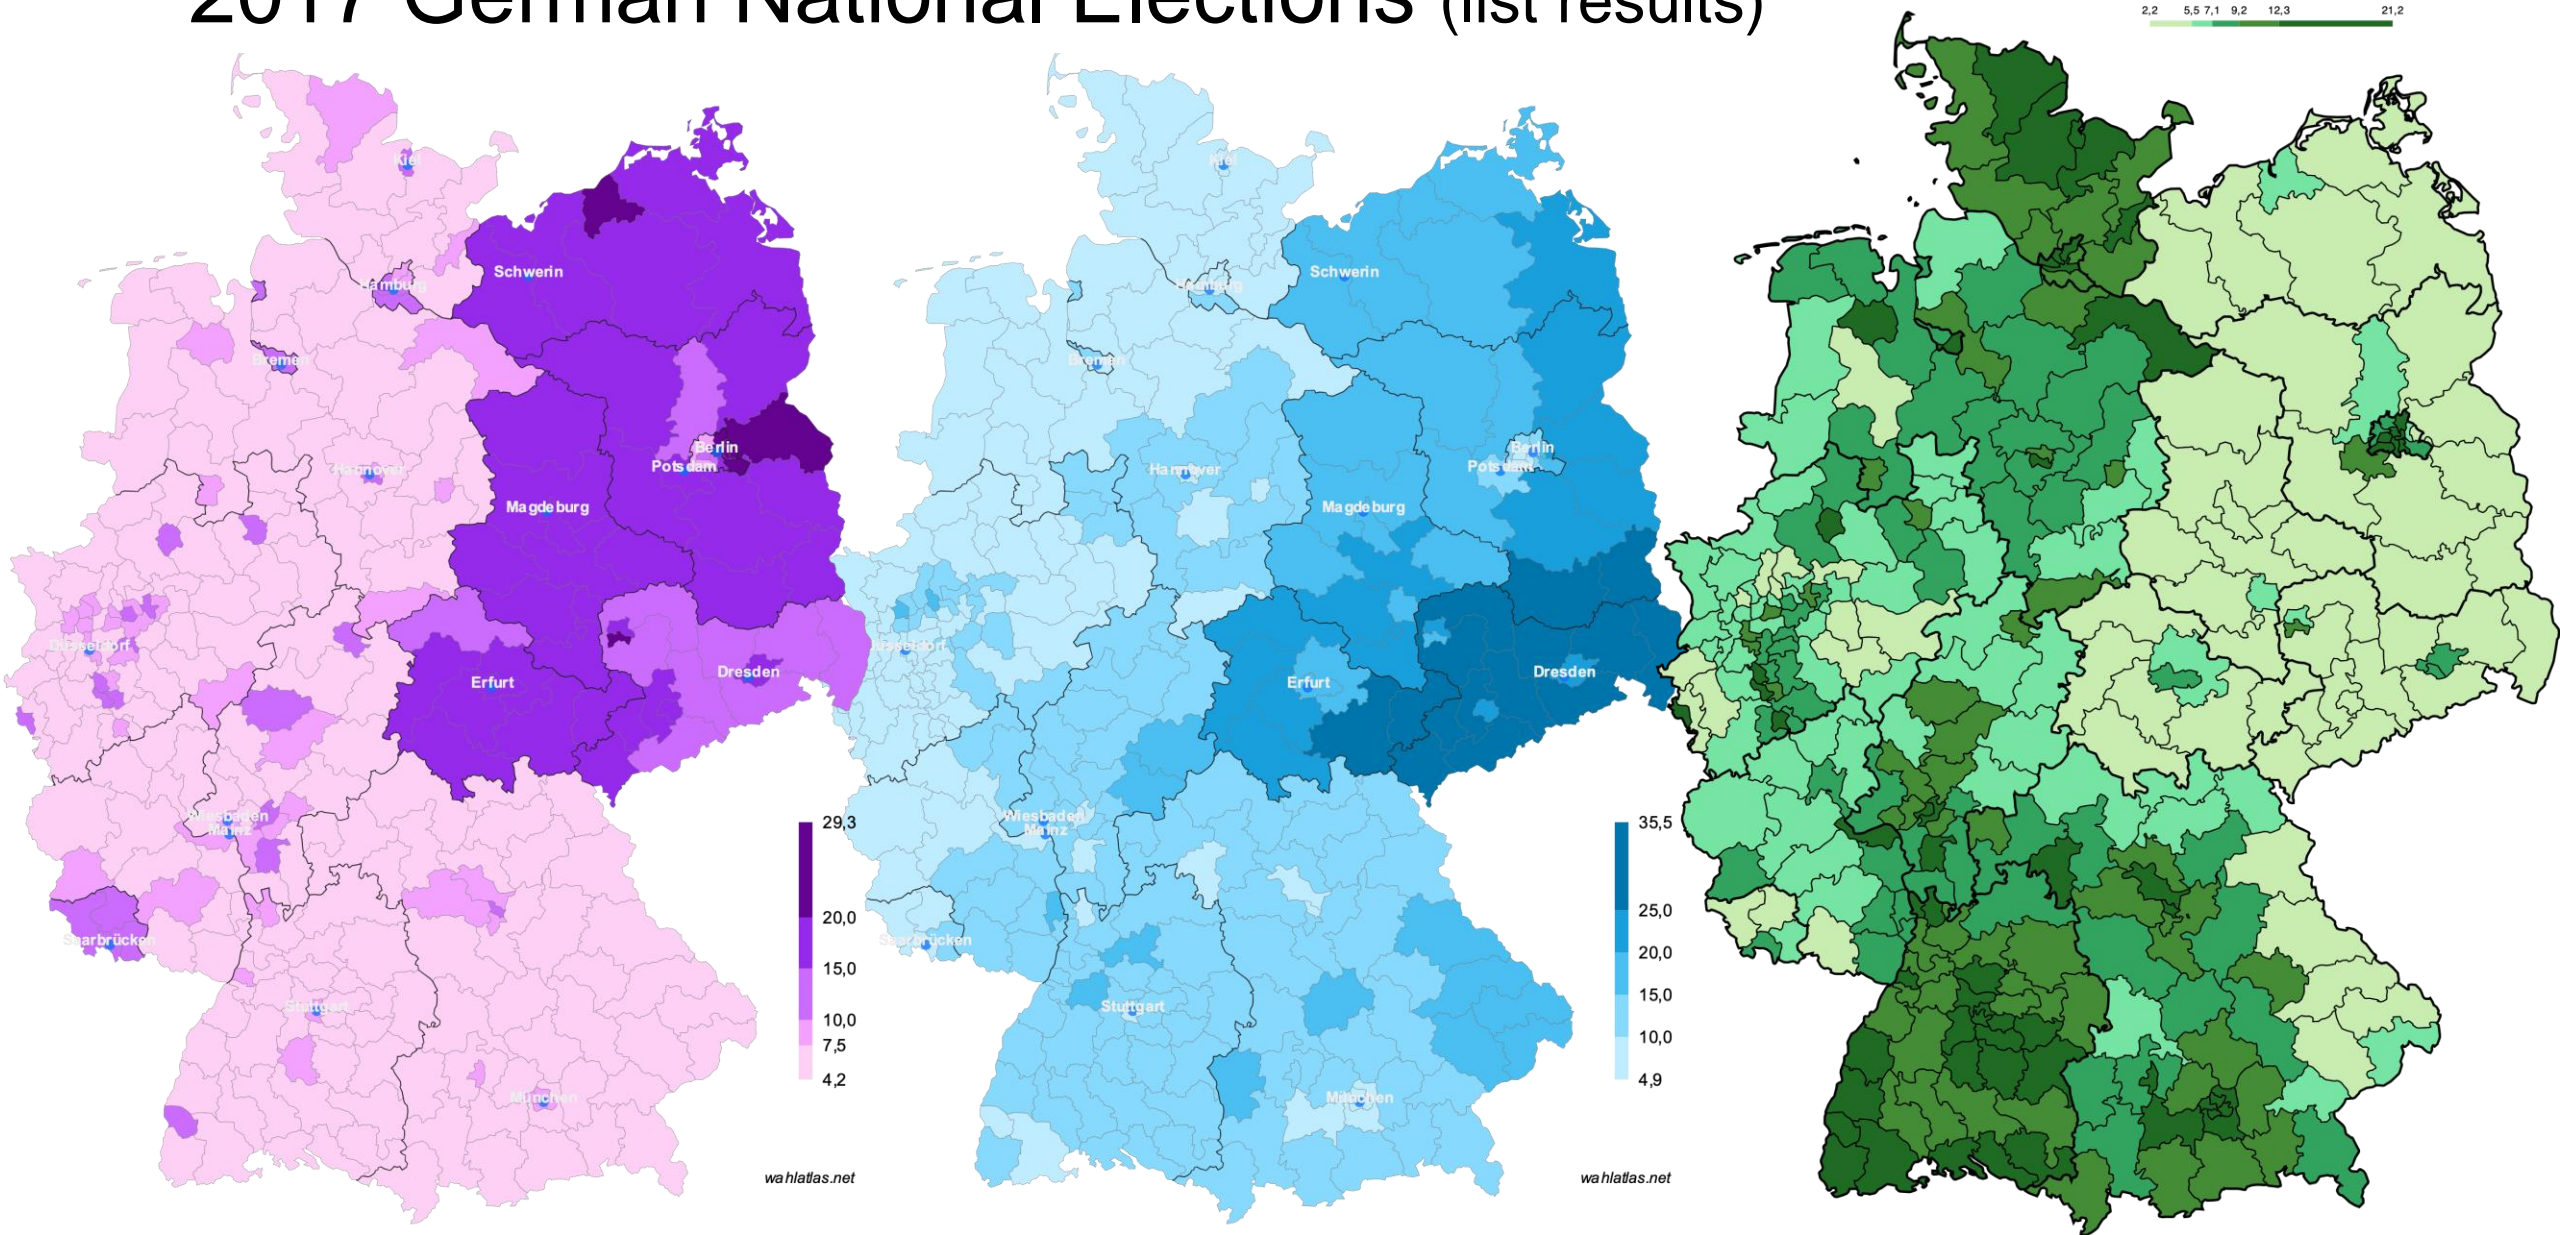 2017 German National Elections (list results)
2,2 5,5 7,1 9,2 12,3 21,2
Kiel
Schwerin
Hamburg
Bremen
Berlin
Potsdam
Hannover
Magdeburg
Düsseldorf
Dresden
Erfurt
Wiesbaden
Mainz
Saarbrücken
Stuttgart
München
29,3
20,0
15,0
10,0
7,5
4,2
wahlatlas.net
Kiel
Schwerin
Hamburg
Bremen
Berlin
Potsdam
Hannover
Magdeburg
Düsseldorf
Dresden
Erfurt
Wiesbaden
Mainz
Saarbrücken
Stuttgart
München
35,5
25,0
20,0
15,0
10,0
4,9
wahlatlas.net